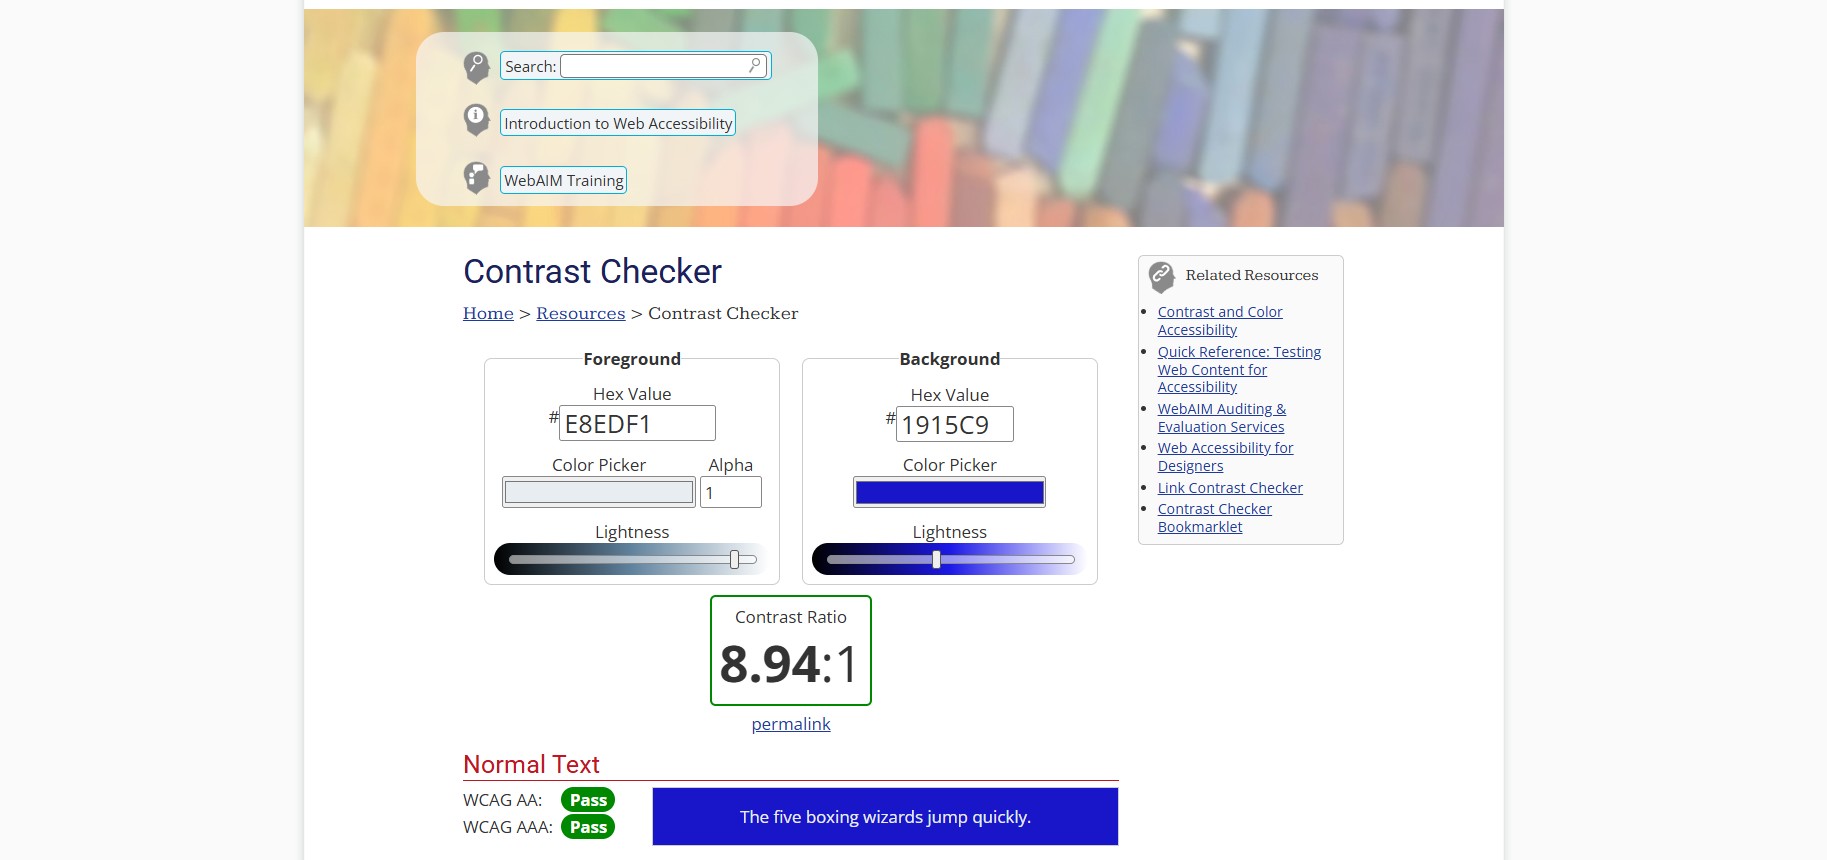 Search:
Introduction to Web Accessibility
WebAIM Training
Contrast Checker
Home > Resources > Contrast Checker
Foreground
Hex Value
# E8EDF1
Color Picker Alpha
1
Lightness
Background
Hex Value
# 1915C9
Color Picker
Lightness
Contrast Ratio
8.94:1
permalink
Normal Text
WCAG AA: Pass
WCAG AAA: Pass
The five boxing wizards jump quickly.
Related Resources
Contrast and Color
Accessibility
Quick Reference: Testing
Web Content for
Accessibility
WebAIM Auditing &
Evaluation Services
Web Accessibility for
Designers
Link Contrast Checker
Contrast Checker
Bookmarklet